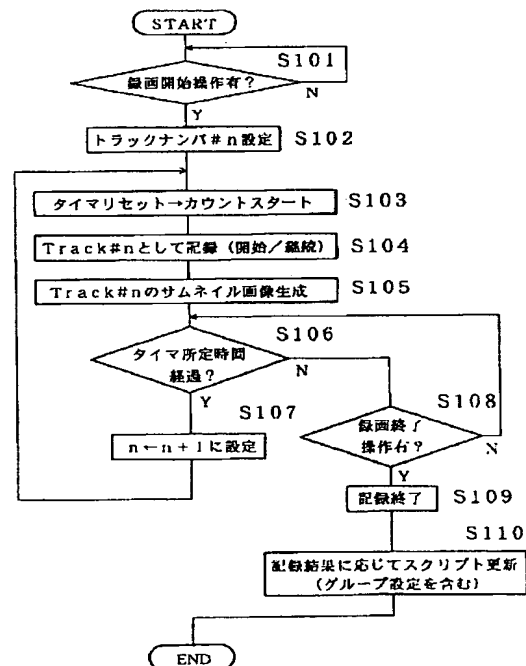 START
S101
録画開始操作有?
N
Y
トラックナンバ#n設定
S102
タイマリセット→カウントスタート
S103
Track#nとして記録(開始/継続)
S104
Track#nのサムネイル画像生成
S105
S106
タイマ所定時間
経過?
N
Y
S107
n←n+1に設定
S108
録画終了
操作有?
N
Y
記録終了
S109
S110
記録結果に応じてスクリプト更新
(グループ設定を含む)
END